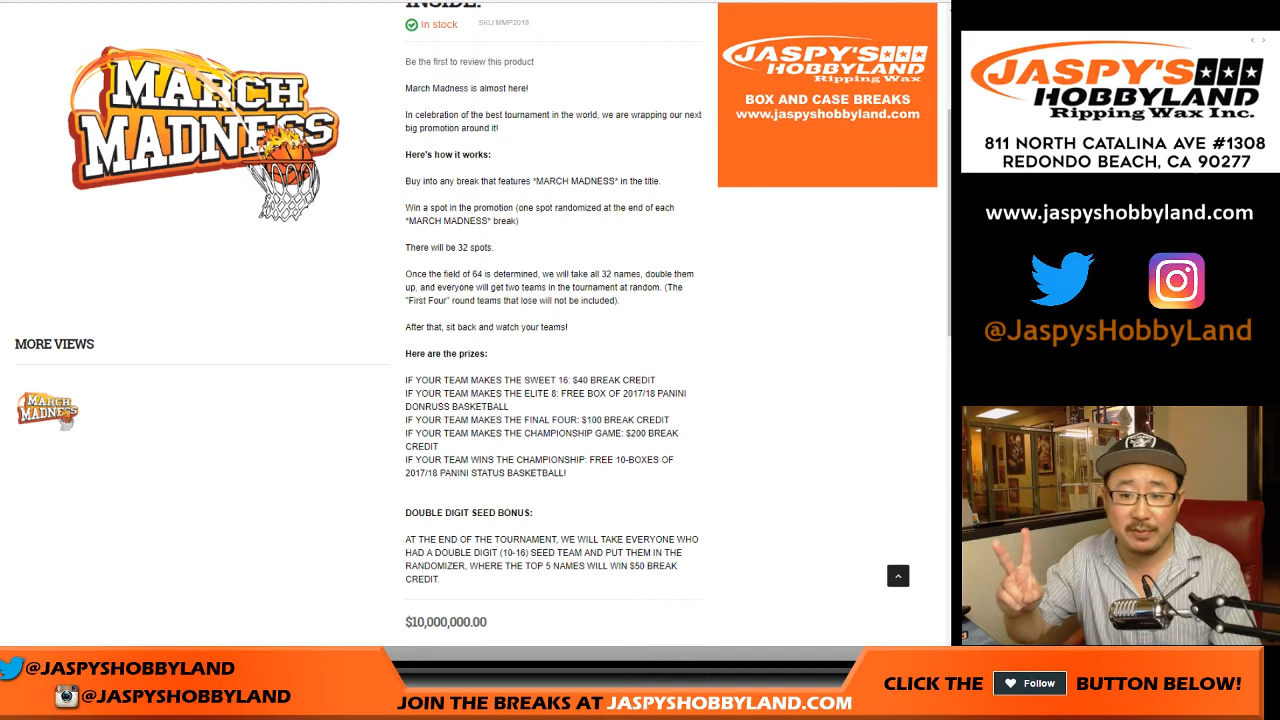 INSIDE!
In stock
SKU:MMP2018
Be the first to review this product
March Madness is almost here!
In celebration of the best tournament in the world, we are wrapping our next
big promotion around it!
Here's how it works:
Buy into any break that features *MARCH MADNESS* in the title.
Win a spot in the promotion (one spot randomized at the end of each
*MARCH MADNESS* break)
There will be 32 spots.
Once the field of 64 is determined, we will take all 32 names, double them
up, and everyone will get two teams in the tournament at random. (The
"First Four" round teams that lose will not be included).
After that, sit back and watch your teams!
Here are the prizes:
IF YOUR TEAM MAKES THE SWEET 16: $40 BREAK CREDIT
IF YOUR TEAM MAKES THE ELITE 8: FREE BOX OF 2017/18 PANINI
DONRUSS BASKETBALL
IF YOUR TEAM MAKES THE FINAL FOUR: $100 BREAK CREDIT
IF YOUR TEAM MAKES THE CHAMPIONSHIP GAME: $200 BREAK
CREDIT
IF YOUR TEAM WINS THE CHAMPIONSHIP: FREE 10-BOXES OF
2017/18 PANINI STATUS BASKETBALL!
DOUBLE DIGIT SEED BONUS:
AT THE END OF THE TOURNAMENT, WE WILL TAKE EVERYONE WHO
HAD A DOUBLE DIGIT (10-16) SEED TEAM AND PUT THEM IN THE
RANDOMIZER, WHERE THE TOP 5 NAMES WILL WIN $50 BREAK
CREDIT.
$10,000,000.00
MARCH
MADNESS
MORE VIEWS
MARCH
MADNESS
JASPY'S
HOBBYLAND
Ripping Wax
BOX AND CASE BREAKS
www.jaspyshobbyland.com
JASPY'S
HOBBYLAND
Ripping Wax Inc.
811 NORTH CATALINA AVE #1308
REDONDO BEACH, CA 90277
www.jaspyshobbyland.com
@JaspysHobbyLand
@JASPYSHOBBYLAND
@JASPYSHOBBYLAND
JOIN THE BREAKS AT JASPYSHOBBYLAND.COM
CLICK THE Follow BUTTON BELOW!